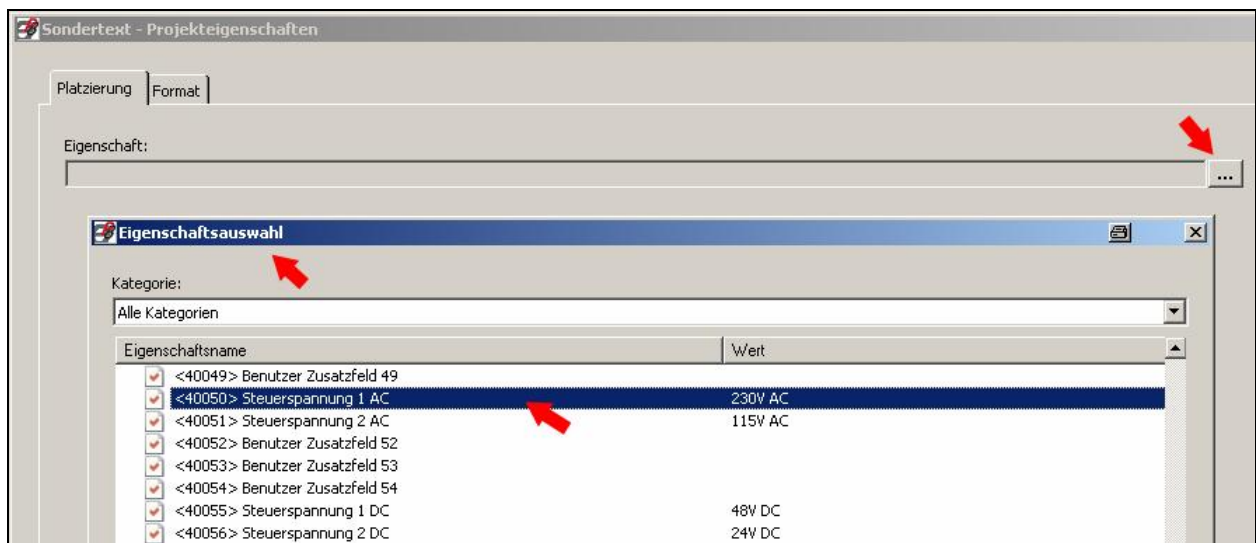 Sondertext - Projekteigenschaften
Platzierung Format
Eigenschaft:
...
Eigenschaftsauswahl
Kategorie:
Alle Kategorien
Eigenschaftsname Wert
<40049> Benutzer Zusatzfeld 49
<40050> Steuerspannung 1 AC 230V AC
<40051> Steuerspannung 2 AC 115V AC
<40052> Benutzer Zusatzfeld 52
<40053> Benutzer Zusatzfeld 53
<40054> Benutzer Zusatzfeld 54
<40055> Steuerspannung 1 DC 48V DC
<40056> Steuerspannung 2 DC 24V DC